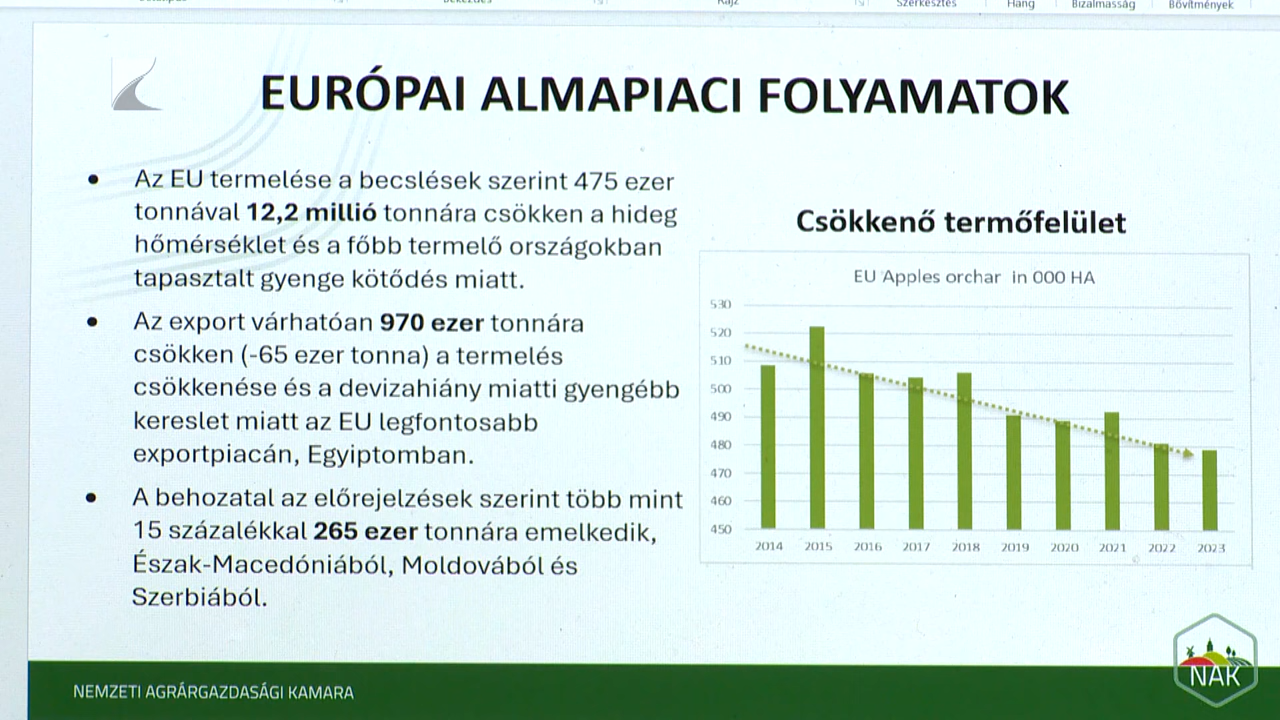 Szerkesztés
Hang
Bizalmasság
Bővítmények
EURÓPAI ALMAPIACI FOLYAMATOK
• Az EU termelése a becslések szerint 475 ezer
tonnával 12,2 millió tonnára csökken a hideg
hőmérséklet és a főbb termelő országokban
tapasztalt gyenge kötődés miatt.
• Az export várhatóan 970 ezer tonnára
csökken (-65 ezer tonna) a termelés
csökkenése és a devizahiány miatti gyengébb
kereslet miatt az EU legfontosabb
exportpiacán, Egyiptomban.
• A behozatal az előrejelzések szerint több mint
15 százalékkal 265 ezer tonnára emelkedik,
Észak-Macedóniából, Moldovából és
Szerbiából.
Csökkenő termőfelület
EU Apples orchar in 000 HA
530
520
510
500
490
480
470
460
450
2014 2015 2016 2017 2018 2019 2020 2021 2022 2023
NEMZETI AGRÁRGAZDASÁGI KAMARA
NAK